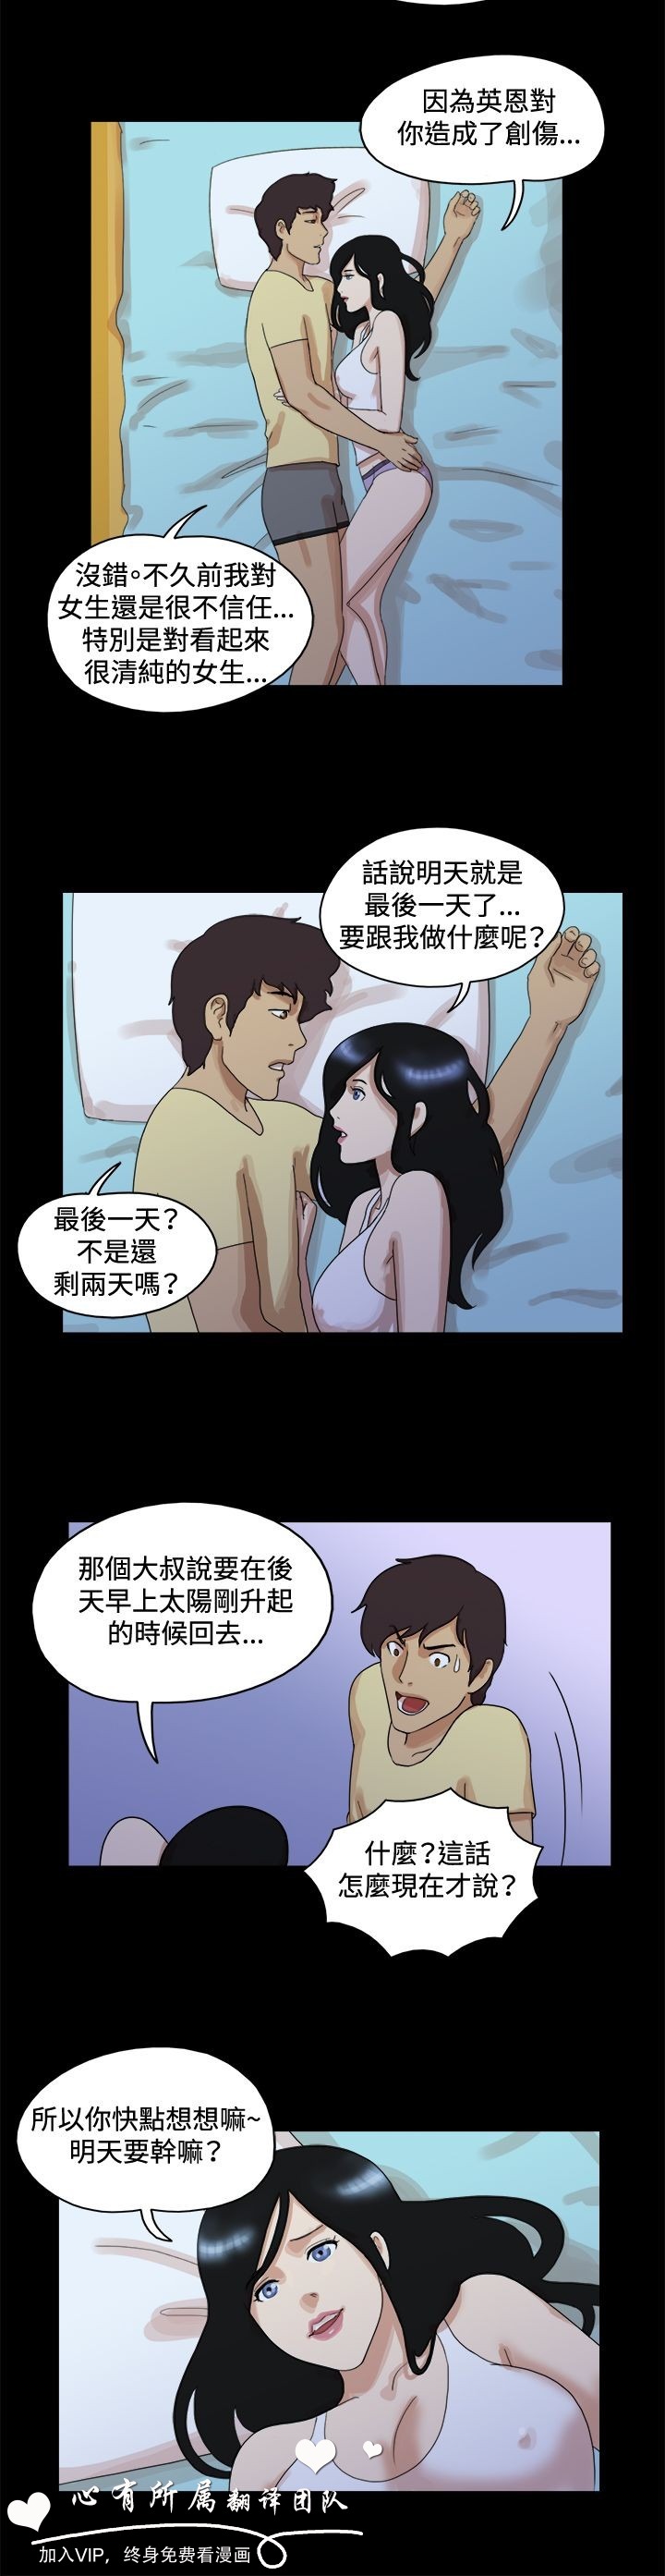 因為英恩對
你造成了創傷...
沒錯。不久前我對
女生還是很不信任...
特別是對看起來
很清純的女生...
話說明天就是
最後一天了...
要跟我做什麼呢?
最後一天?
不是還
剩兩天嗎?
那個大叔說要在後
天早上太陽剛升起
的時候回去...
什麼?這話
怎麼現在才說?
所以你快點想想嘛~
明天要幹嘛?
心有所属翻译团队
加入VIP，终身免费看漫画